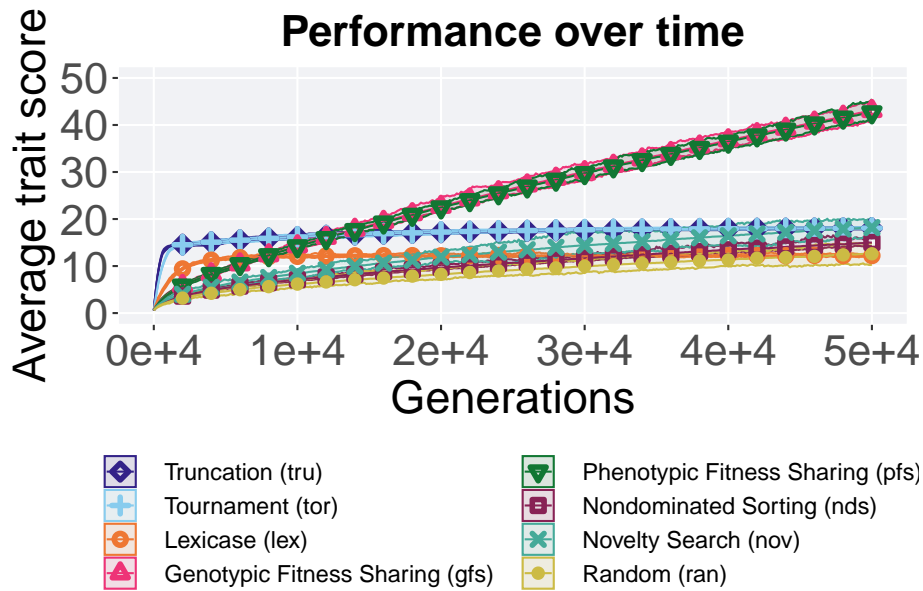 Performance over time
Average trait score
50
40
30
20
10
0
0e+4 1e+4 2e+4 3e+4 4e+4 5e+4
Generations
Truncation (tru)
Tournament (tor)
Lexicase (lex)
Genotypic Fitness Sharing (gfs)
Phenotypic Fitness Sharing (pfs)
Nondominated Sorting (nds)
Novelty Search (nov)
Random (ran)